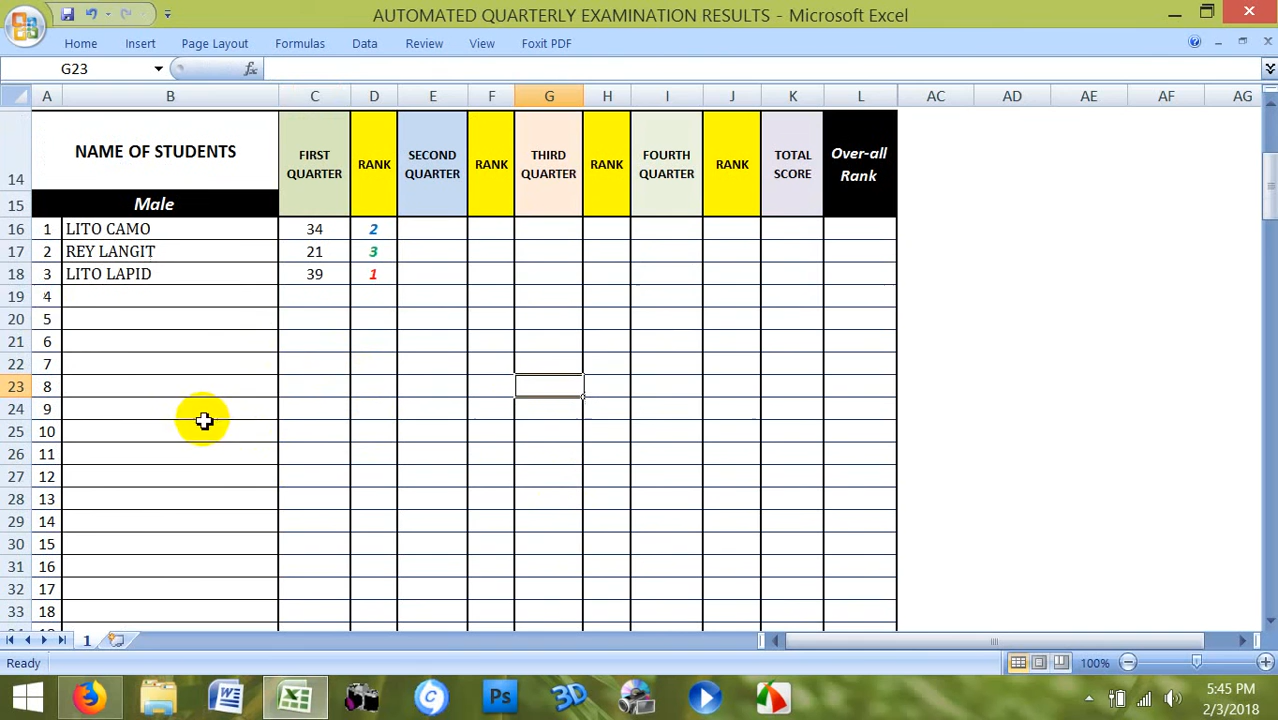 AUTOMATED QUARTERLY EXAMINATION RESULTS - Microsoft Excel
Home Insert Page Layout Formulas Data Review View Foxit PDF
G23 fx
A B C D E F G H I J K L AC AD AE AF AG
14 NAME OF STUDENTS FIRST QUARTER RANK SECOND QUARTER RANK THIRD QUARTER RANK FOURTH QUARTER RANK TOTAL SCORE Over-all Rank
15 Male
16 1 LITO CAMO 34 2
17 2 REY LANGIT 21 3
18 3 LITO LAPID 39 1
19 4
20 5
21 6
22 7
23 8
24 9
25 10
26 11
27 12
28 13
29 14
30 15
31 16
32 17
33 18
1
Ready 100%
W Ps 3D
5:45 PM
2/3/2018